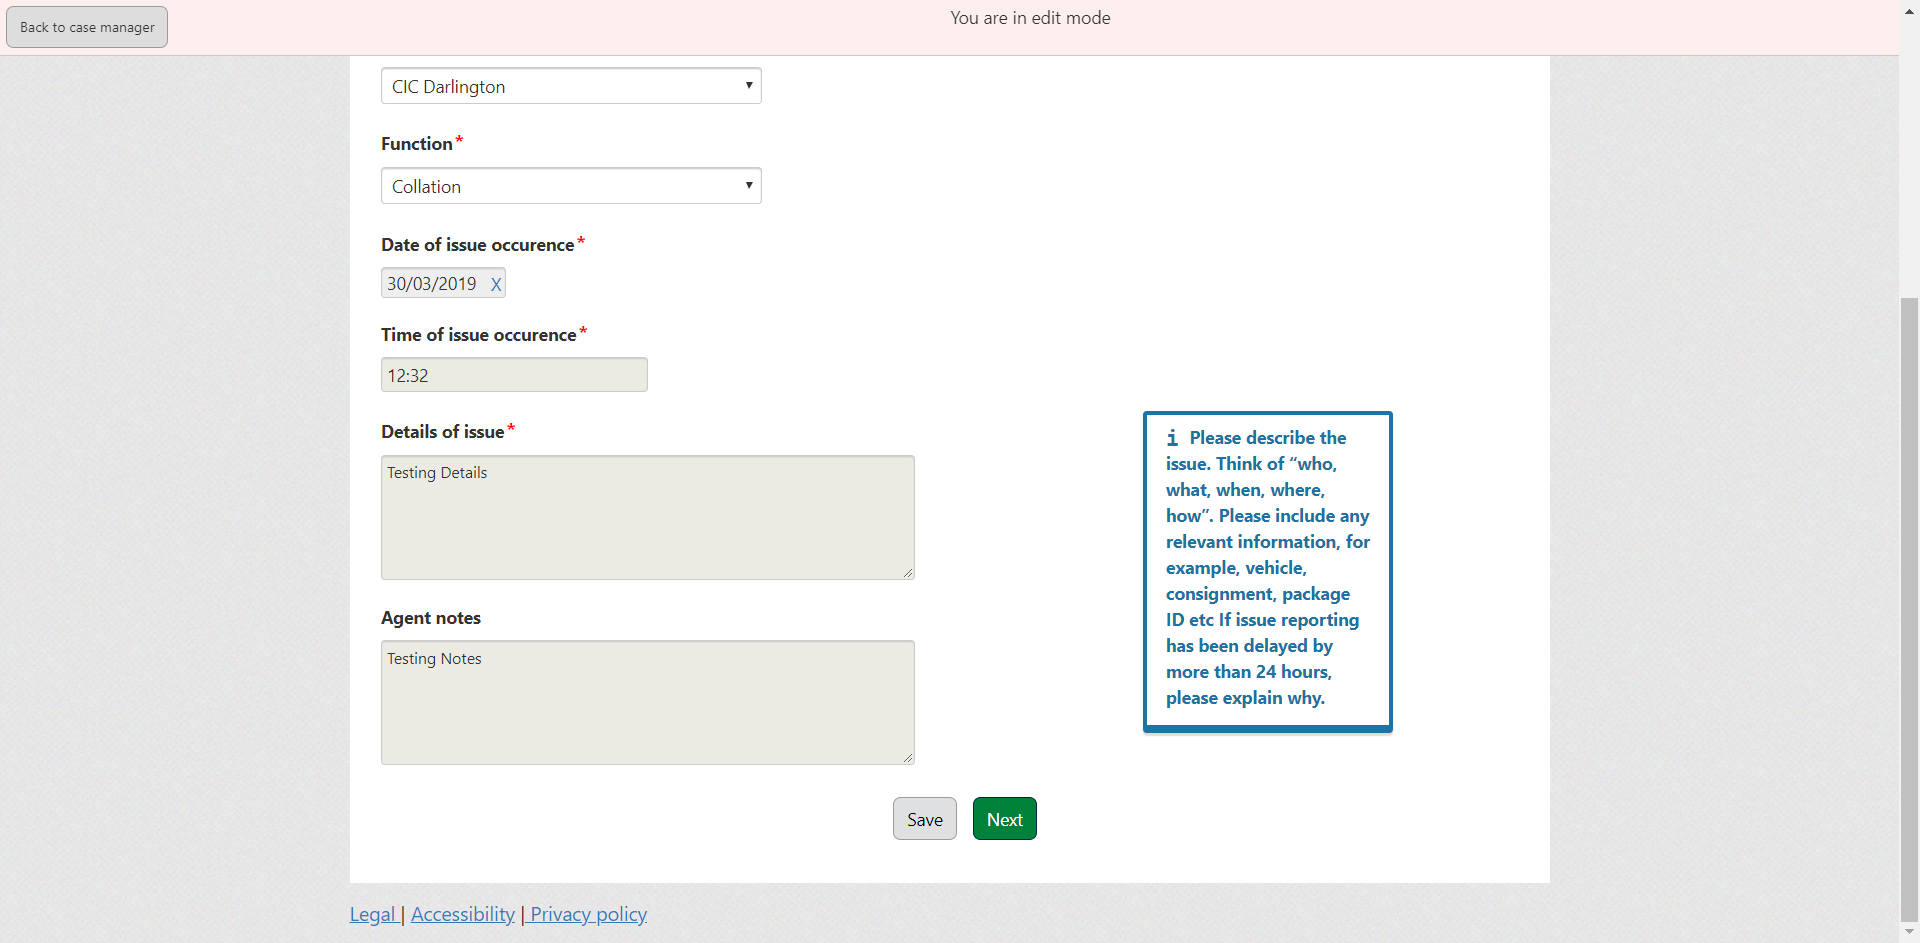 Back to case manager
You are in edit mode
CIC Darlington
Function*
Collation
Date of issue occurence*
30/03/2019 X
Time of issue occurence*
12:32
Details of issue*
Testing Details
i Please describe the
issue. Think of “who,
what, when, where,
how”. Please include any
relevant information, for
example, vehicle,
consignment, package
ID etc If issue reporting
has been delayed by
more than 24 hours,
please explain why.
Agent notes
Testing Notes
Save
Next
Legal | Accessibility | Privacy policy